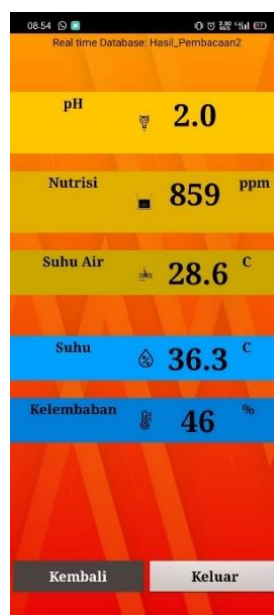 08.54
Real time Database: Hasil_Pembacaan2
pH
2.0
Nutrisi
859 ppm
Suhu Air
28.6 C
Suhu
36.3 C
Kelembaban
46 %
Kembali Keluar